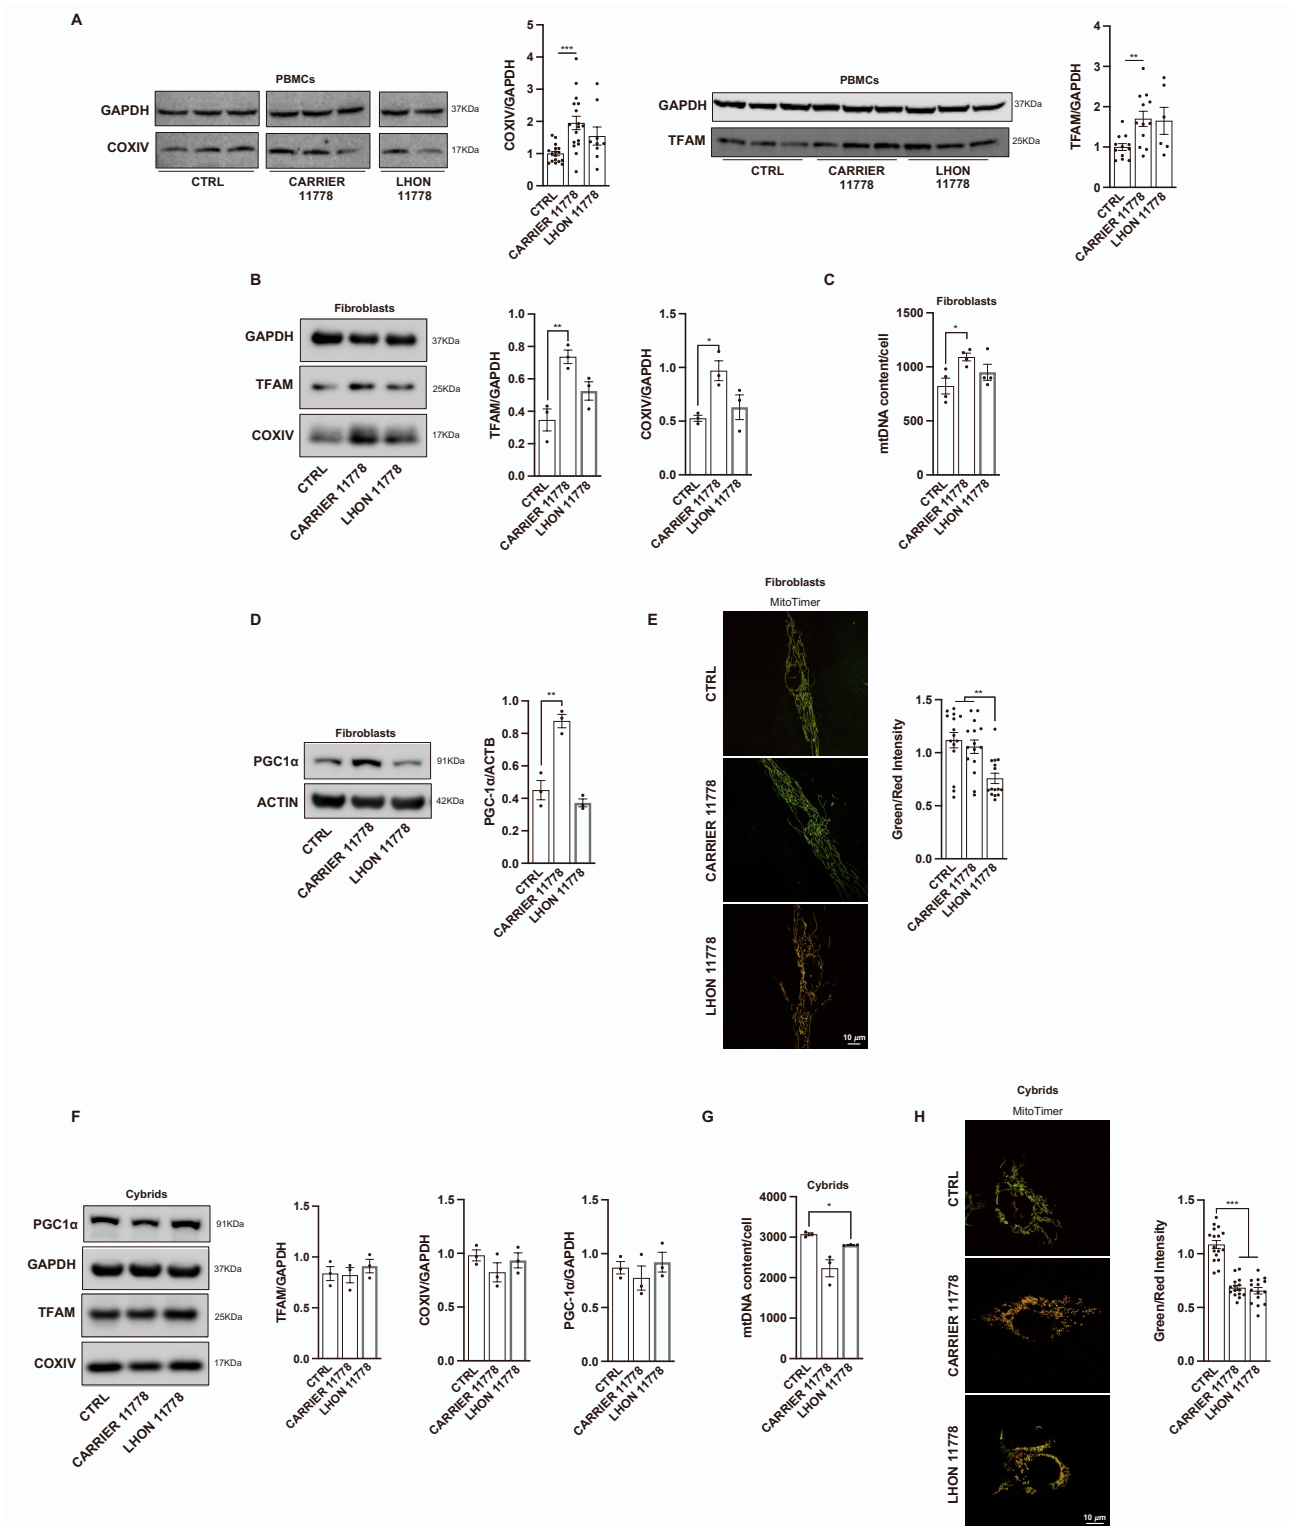 A
PBMCs
GAPDH
37KDa
COXIV
17KDa
CTRL
CARRIER
11778
LHON
11778
COXIV/GAPDH
5
4
3
2
1
0
***
CTRL
CARRIER 11778
LHON 11778
PBMCs
GAPDH
37KDa
TFAM
25KDa
CTRL
CARRIER
11778
LHON
11778
TFAM/GAPDH
4
3
2
1
0
**
CTRL
CARRIER 11778
LHON 11778
B
Fibroblasts
GAPDH
37KDa
TFAM
25KDa
COXIV
17KDa
CTRL
CARRIER 11778
LHON 11778
TFAM/GAPDH
1.0
0.8
0.6
0.4
0.2
0.0
**
CTRL
CARRIER 11778
LHON 11778
COXIV/GAPDH
1.5
1.0
0.5
0.0
*
CTRL
CARRIER 11778
LHON 11778
C
Fibroblasts
mtDNA content/cell
1500
1000
500
0
*
CTRL
CARRIER 11778
LHON 11778
D
Fibroblasts
PGC1α
91KDa
ACTIN
42KDa
CTRL
CARRIER 11778
LHON 11778
PGC-1α/ACTB
1.0
0.8
0.6
0.4
0.2
0.0
**
CTRL
CARRIER 11778
LHON 11778
E
Fibroblasts
MitoTimer
CTRL
CARRIER 11778
LHON 11778
10 µm
Green/Red Intensity
1.5
1.0
0.5
0.0
**
CTRL
CARRIER 11778
LHON 11778
F
Cybrids
PGC1α
91KDa
GAPDH
37KDa
TFAM
25KDa
COXIV
17KDa
CTRL
CARRIER 11778
LHON 11778
TFAM/GAPDH
1.5
1.0
0.5
0.0
CTRL
CARRIER 11778
LHON 11778
COXIV/GAPDH
1.5
1.0
0.5
0.0
CTRL
CARRIER 11778
LHON 11778
PGC-1α/GAPDH
1.5
1.0
0.5
0.0
CTRL
CARRIER 11778
LHON 11778
G
Cybrids
mtDNA content/cell
4000
3000
2000
1000
0
*
CTRL
CARRIER 11778
LHON 11778
H
Cybrids
MitoTimer
CTRL
CARRIER 11778
LHON 11778
10 µm
Green/Red Intensity
1.5
1.0
0.5
0.0
***
CTRL
CARRIER 11778
LHON 11778